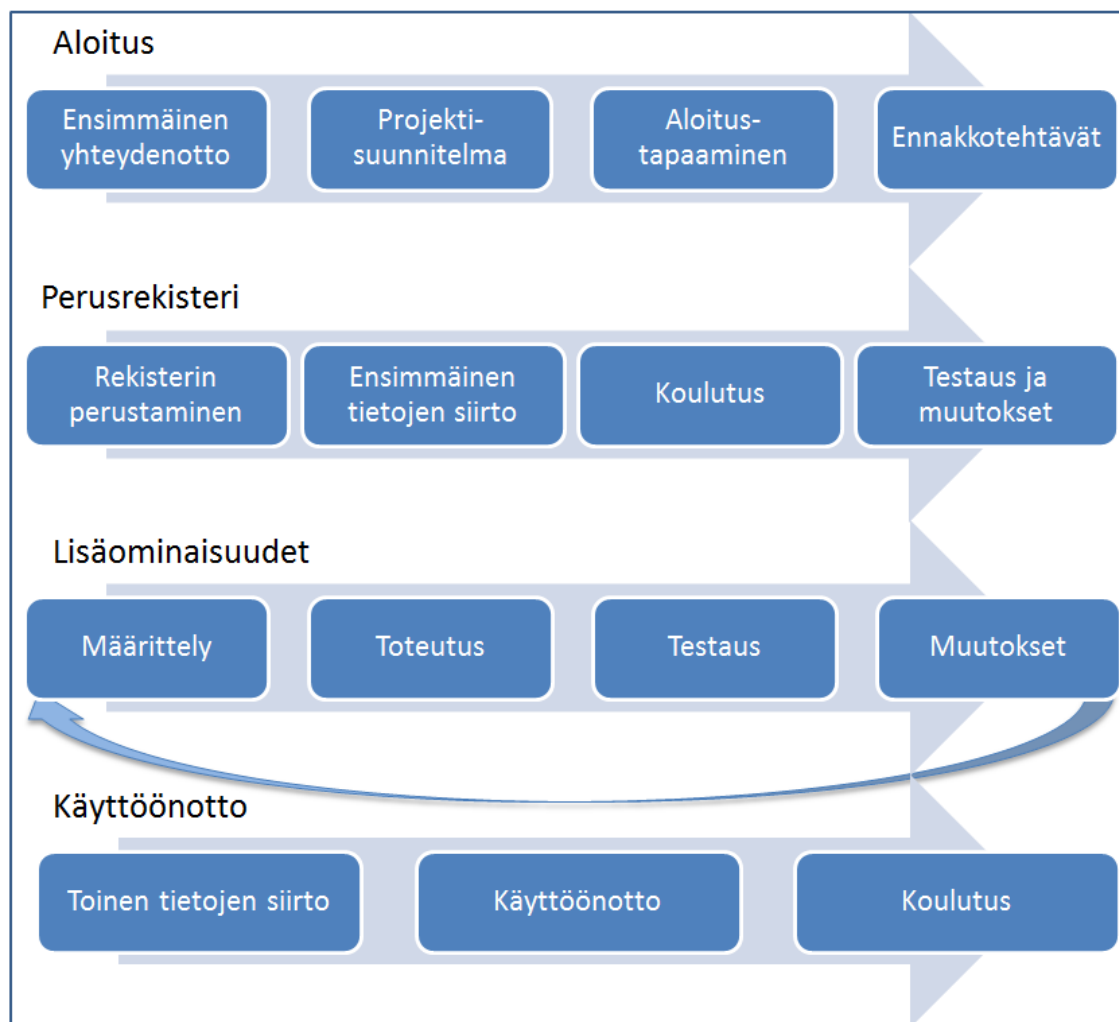 Aloitus
Ensimmäinen
yhteydenotto
Projekti-
suunnitelma
Aloitus-
tapaaminen
Ennakkotehtävät
Perusrekisteri
Rekisterin
perustaminen
Ensimmäinen
tietojen siirto
Koulutus
Testaus ja
muutokset
Lisäominaisuudet
Määrittely
Toteutus
Testaus
Muutokset
Käyttöönotto
Toinen tietojen siirto
Käyttöönotto
Koulutus